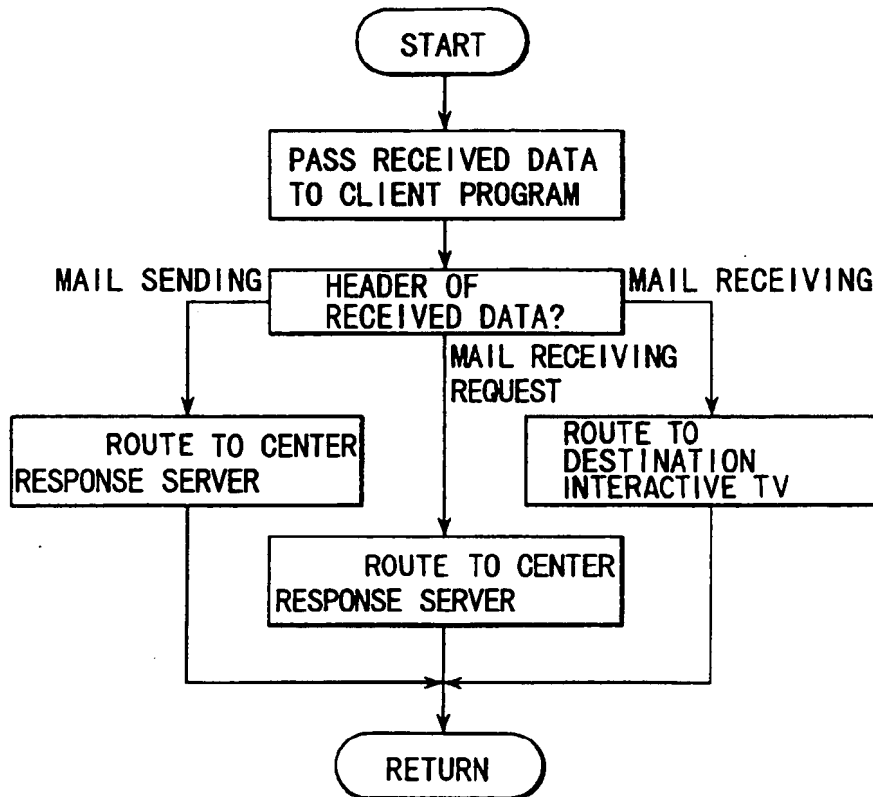 START
PASS RECEIVED DATA
TO CLIENT PROGRAM
MAIL SENDING
HEADER OF
RECEIVED DATA?
MAIL RECEIVING
MAIL RECEIVING
REQUEST
ROUTE TO CENTER
RESPONSE SERVER
ROUTE TO
DESTINATION
INTERACTIVE TV
ROUTE TO CENTER
RESPONSE SERVER
RETURN